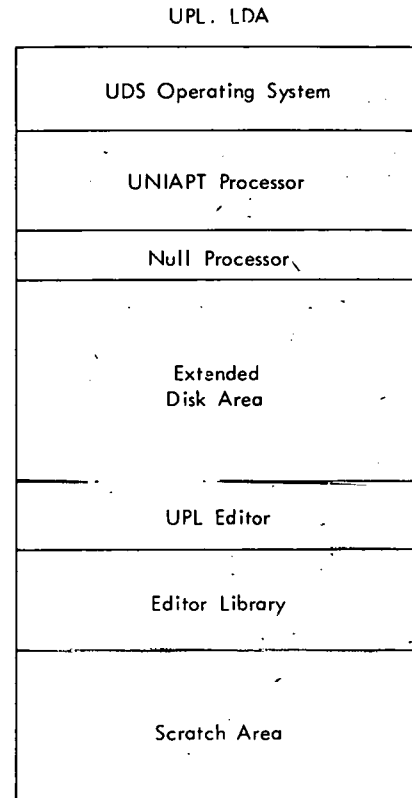 UPL. LDA
UDS Operating System
UNIAPT Processor
Null Processor
Extended
Disk Area
UPL Editor
Editor Library
Scratch Area